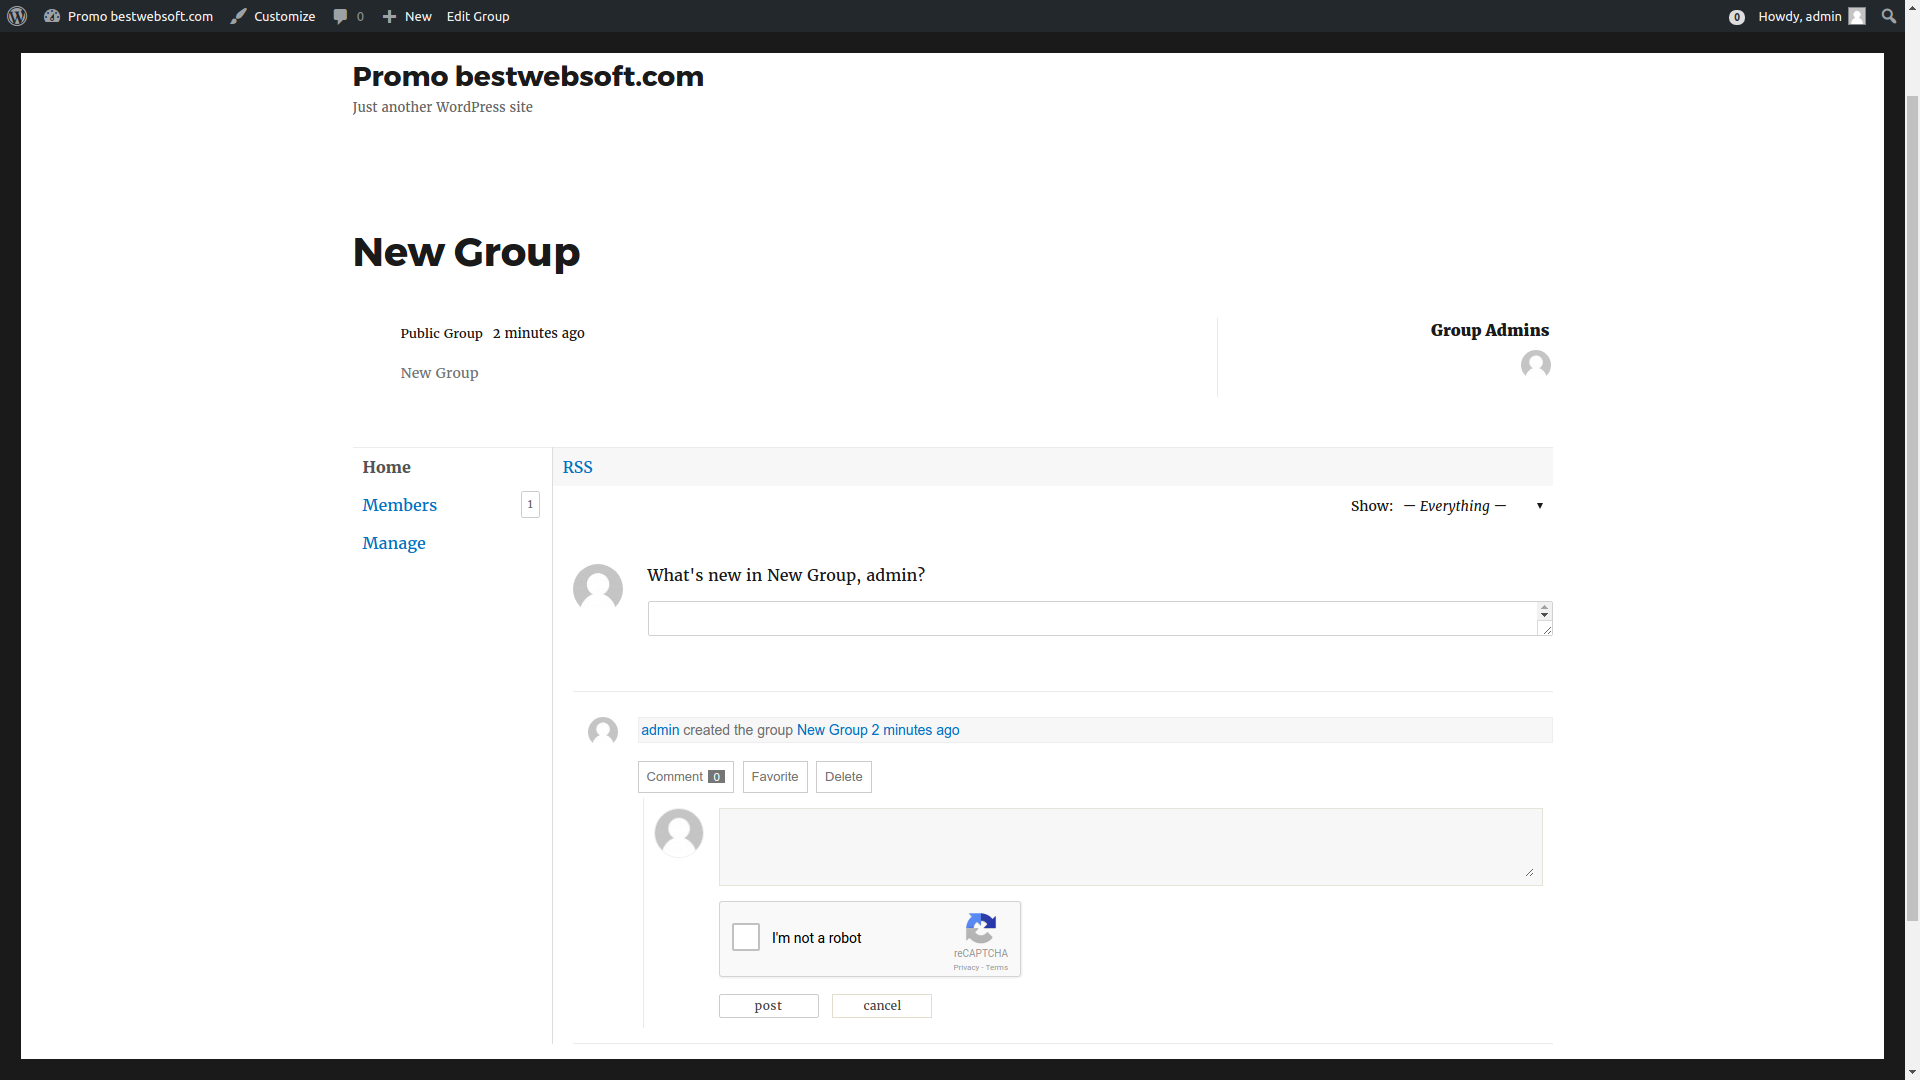 Promo bestwebsoft.com Customize 0 New Edit Group 0 Howdy, admin
Promo bestwebsoft.com
Just another WordPress site
New Group
Public Group 2 minutes ago
New Group
Group Admins
Home
Members 1
Manage
RSS
Show: — Everything —
What's new in New Group, admin?
admin created the group New Group 2 minutes ago
Comment 0 Favorite Delete
I'm not a robot
reCAPTCHA
Privacy - Terms
post cancel